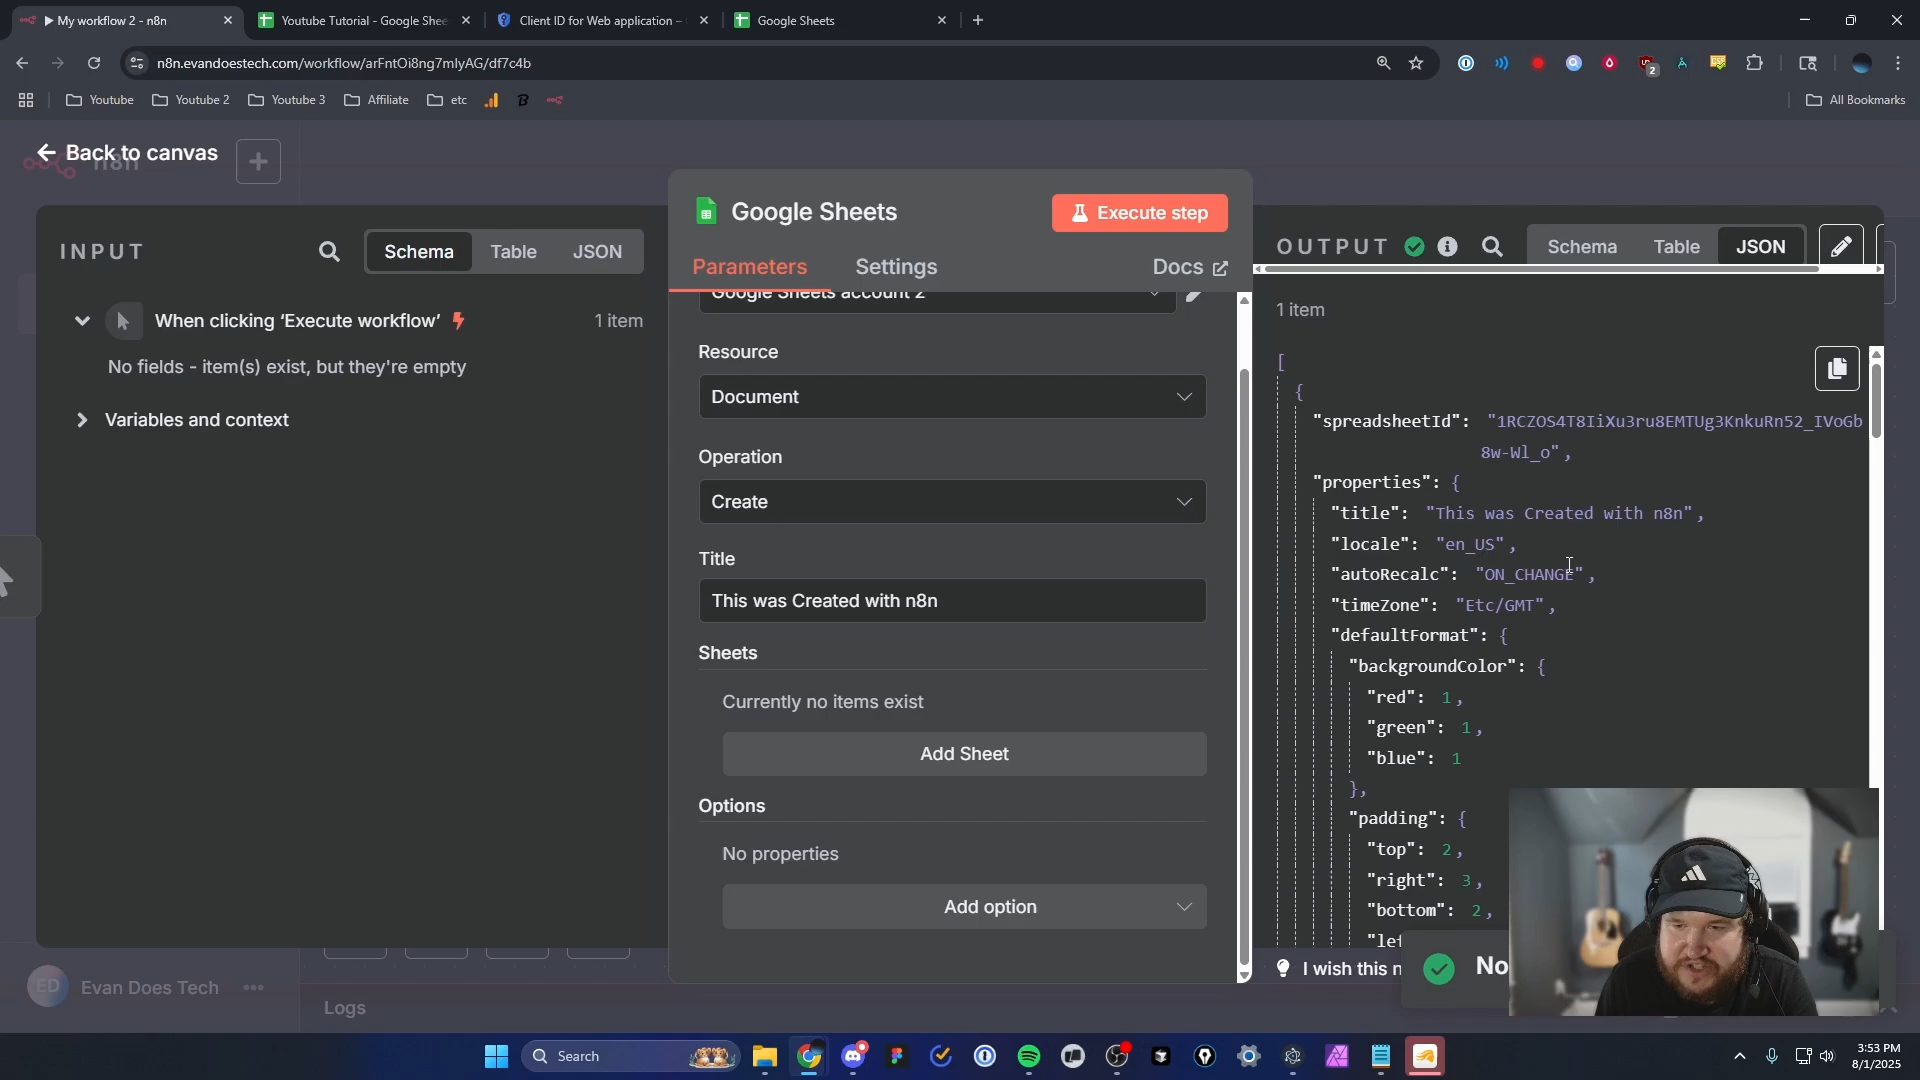 My workflow 2 - n8n
Youtube Tutorial - Google Shee
Client ID for Web application –
Google Sheets
n8n.evandoestech.com/workflow/arFntOi8ng7mlyAG/df7c4b
Youtube
Youtube 2
Youtube 3
Affiliate
etc
All Bookmarks
Back to canvas
n8n
INPUT
Schema
Table
JSON
When clicking ‘Execute workflow’
1 item
No fields - item(s) exist, but they're empty
Variables and context
Google Sheets
Execute step
Parameters
Settings
Docs
Google Sheets account 2
Resource
Document
Operation
Create
Title
This was Created with n8n
Sheets
Currently no items exist
Add Sheet
Options
No properties
Add option
OUTPUT
Schema
Table
JSON
1 item
[
{
"spreadsheetId": "1RCZOS4T8IiXu3ru8EMTUg3KnkuRn52_IVoGb
8w-Wl_o",
"properties": {
"title": "This was Created with n8n",
"locale": "en_US",
"autoRecalc": "ON_CHANGE",
"timeZone": "Etc/GMT",
"defaultFormat": {
"backgroundColor": {
"red": 1,
"green": 1,
"blue": 1
},
"padding": {
"top": 2,
"right": 3,
"bottom": 2,
"lef
I wish this n
No
ED
Evan Does Tech
Logs
Search
3:53 PM
8/1/2025